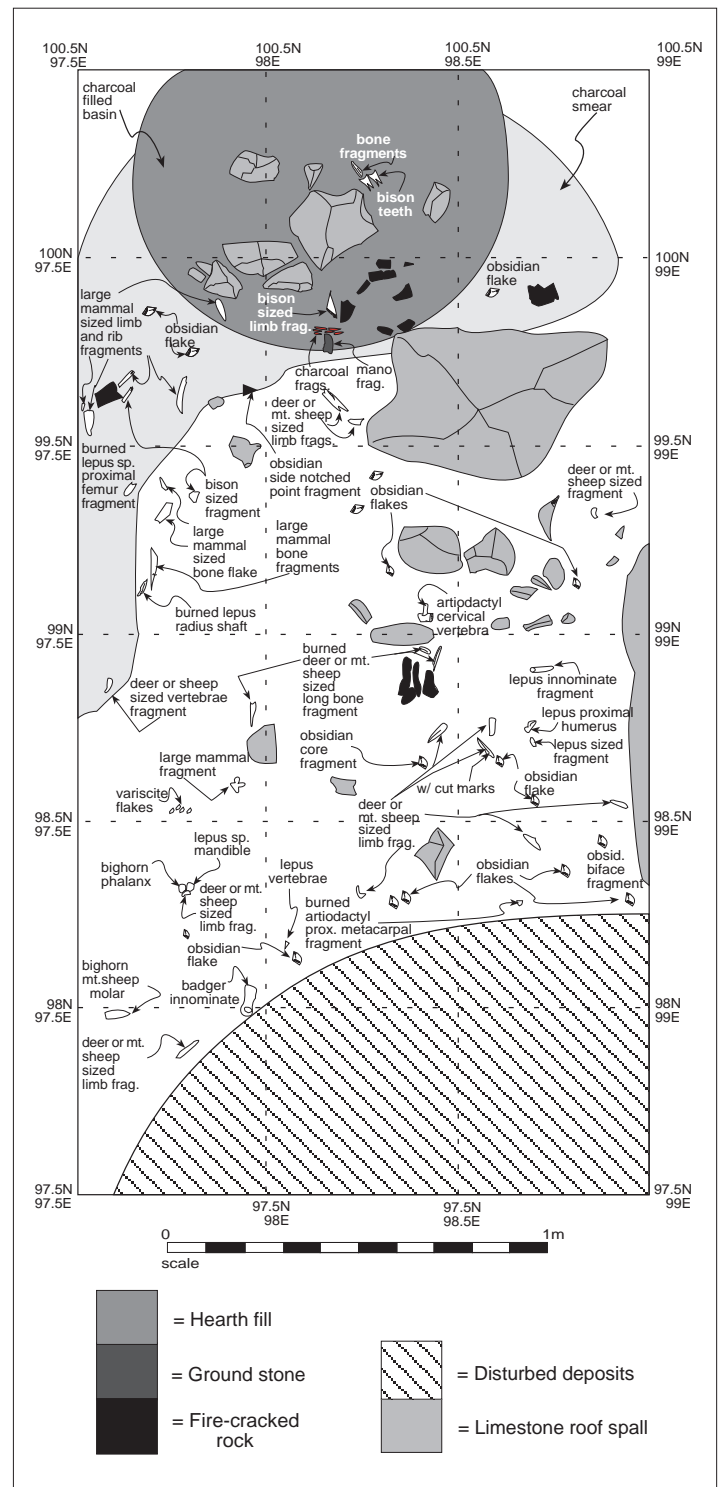 100.5N
97.5E
100.5N
98E
100.5N
98.5E
100.5N
99E
charcoal
filled
basin
charcoal
smear
bone
fragments
bison
teeth
100N
97.5E
100N
99E
obsidian
flake
large
mammal
sized limb
and rib
fragments
obsidian
flake
bison
sized
limb frag.
charcoal
frags.
mano
frag.
deer or
mt. sheep
sized
limb frags.
99.5N
97.5E
99.5N
99E
burned
lepus sp.
proximal
femur
fragment
bison
sized
fragment
obsidian
side notched
point fragment
obsidian
flakes
deer or mt.
sheep sized
fragment
large
mammal
sized
bone flake
large
mammal
bone
fragments
burned lepus
radius shaft
artiodactyl
cervical
vertebra
99N
97.5E
99N
99E
burned
deer or mt.
sheep
sized
long bone
fragment
lepus innominate
fragment
deer or sheep
sized vertebrae
fragment
lepus proximal
humerus
lepus sized
fragment
obsidian
core
fragment
large mammal
fragment
w/ cut marks
obsidian
flake
variscite
flakes
deer or
mt. sheep
sized
limb frag.
98.5N
97.5E
98.5N
99E
lepus sp.
mandible
bighorn
phalanx
deer or mt.
sheep
sized
limb frag.
lepus
vertebrae
obsidian
flakes
obsid.
biface
fragment
burned
artiodactyl
prox. metacarpal
fragment
obsidian
flake
bighorn
mt.sheep
molar
badger
innominate
98N
97.5E
98N
99E
deer or mt.
sheep
sized
limb frag.
97.5N
97.5E
97.5N
98E
97.5N
98.5E
97.5N
99E
0
1m
scale
= Hearth fill
= Ground stone
= Fire-cracked
rock
= Disturbed deposits
= Limestone roof spall